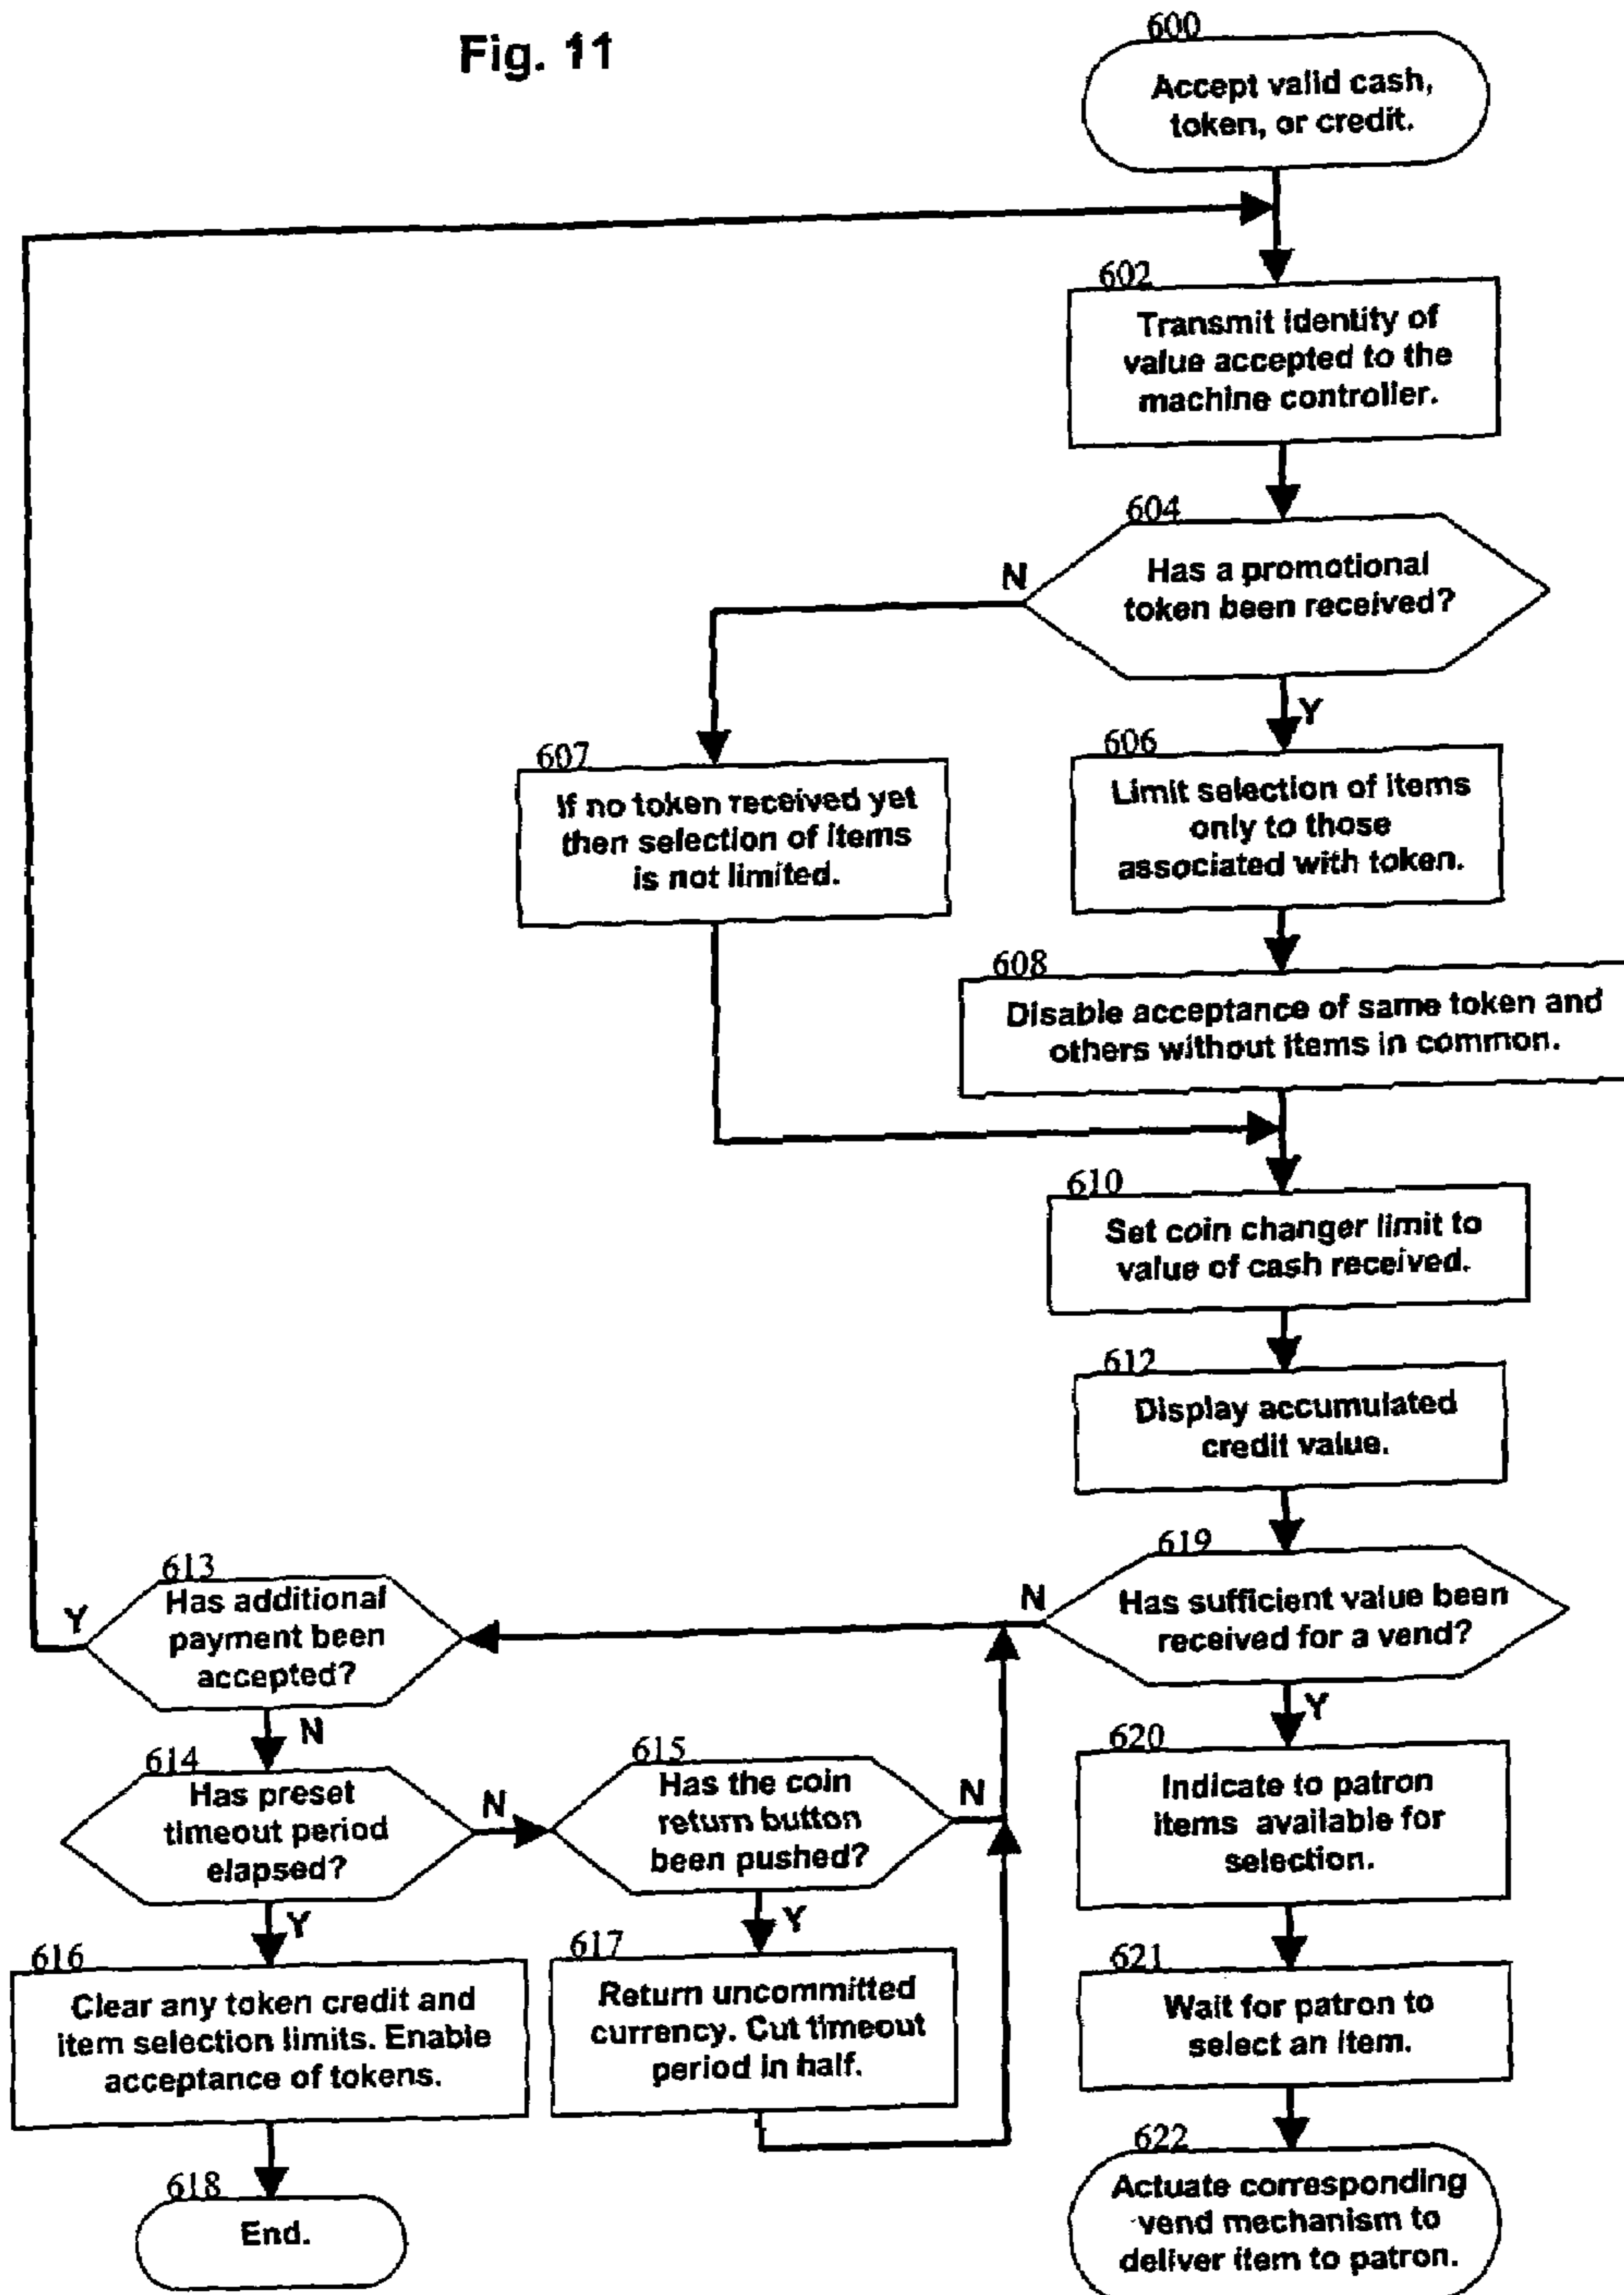 Fig. 11
600
Accept valid cash,
token, or credit.
602
Transmit identity of
value accepted to the
machine controller.
604
Has a promotional
token been received?
N
Y
607
If no token received yet
then selection of items
is not limited.
606
Limit selection of items
only to those
associated with token.
608
Disable acceptance of same token and
others without items in common.
610
Set coin changer limit to
value of cash received.
612
Display accumulated
credit value.
619
Has sufficient value been
received for a vend?
N
Y
613
Has additional
payment been
accepted?
Y
N
614
Has preset
timeout period
elapsed?
N
Y
615
Has the coin
return button
been pushed?
N
Y
616
Clear any token credit and
item selection limits. Enable
acceptance of tokens.
617
Return uncommitted
currency. Cut timeout
period in half.
618
End.
620
Indicate to patron
items available for
selection.
621
Wait for patron to
select an item.
622
Actuate corresponding
vend mechanism to
deliver item to patron.